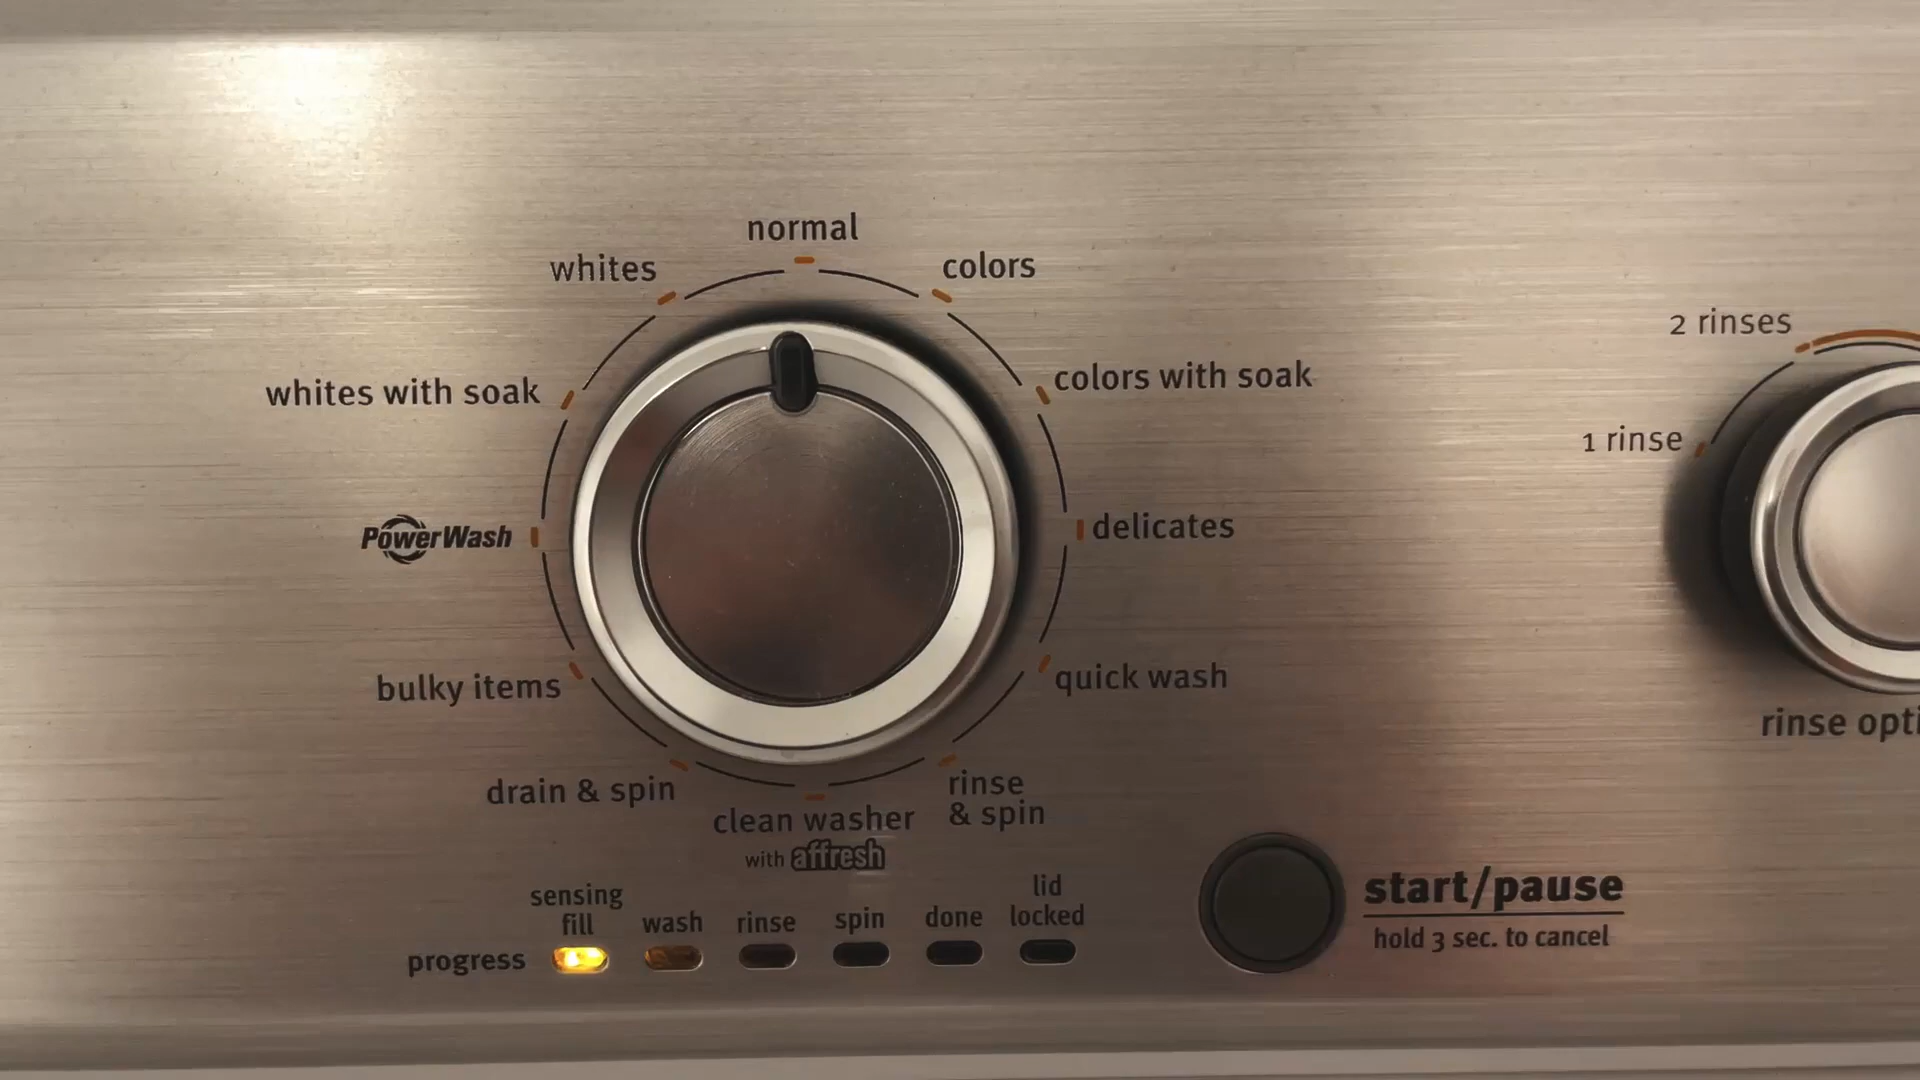 normal
whites
colors
whites with soak
colors with soak
PowerWash
delicates
bulky items
quick wash
drain & spin
rinse
& spin
clean washer
with affresh
2 rinses
1 rinse
rinse opti
sensing
fill
wash
rinse
spin
done
lid
locked
progress
start/pause
hold 3 sec. to cancel